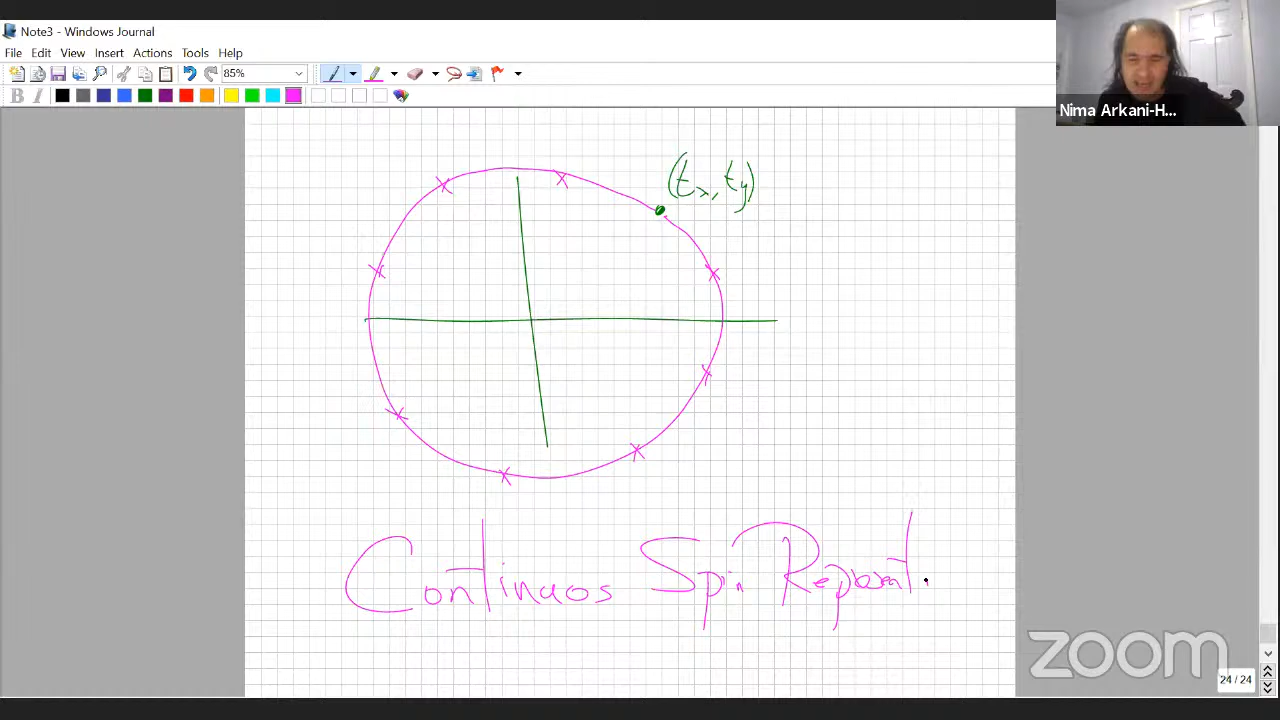 Note3 - Windows Journal
File Edit View Insert Actions Tools Help
85%
B I
Nima Arkani-H...
(tx, ty)
Continuos Spin
zoom
24 / 24